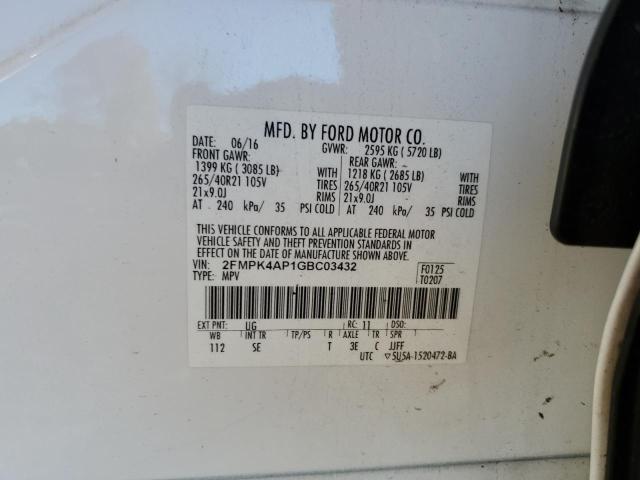 MFD. BY FORD MOTOR CO.
DATE: 06/16 GVWR: 2595 KG ( 5720 LB)
FRONT GAWR: REAR GAWR:
1399 KG ( 3085 LB) WITH 1218 KG ( 2685 LB) WITH
265/40R21 105V TIRES 265/40R21 105V TIRES
21x9.0J RIMS 21x9.0J RIMS
AT 240 kPa/ 35 PSI COLD AT 240 kPa/ 35 PSI COLD
THIS VEHICLE CONFORMS TO ALL APPLICABLE FEDERAL MOTOR
VEHICLE SAFETY AND THEFT PREVENTION STANDARDS IN
EFFECT ON THE DATE OF MANUFACTURE SHOWN ABOVE.
VIN: 2FMPK4AP1GBC03432 F0125
TYPE: MPV T0207
EXT PNT: UG RC: 11 DSO:
WB INT TR TP/PS R AXLE TR SPR
112 SE T 3E C JJFF
UTC ▽5U5A-1520472-BA